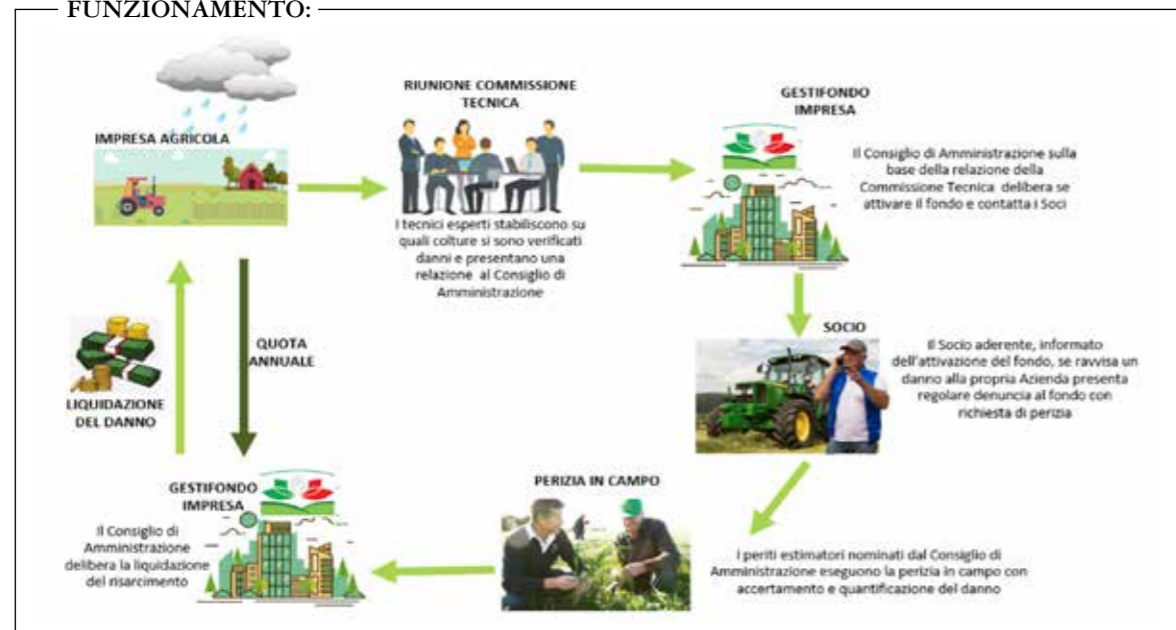 FUNZIONAMENTO:
IMPRESA AGRICOLA
RIUNIONE COMMISSIONE
TECNICA
I tecnici esperti stabiliscono su
quali colture si sono verificati
danni e presentano una
relazione al Consiglio di
Amministrazione
GESTIFONDO
IMPRESA
Il Consiglio di Amministrazione sulla
base della relazione della
Commissione Tecnica delibera se
attivare il fondo e contatta i Soci
SOCIO
Il Socio aderente, informato
dell'attivazione del fondo, se ravvisa un
danno alla propria Azienda presenta
regolare denuncia al fondo con
richiesta di perizia
PERIZIA IN CAMPO
I periti estimatori nominati dal Consiglio di
Amministrazione eseguono la perizia in campo con
accertamento e quantificazione del danno
GESTIFONDO
IMPRESA
Il Consiglio di
Amministrazione
delibera la liquidazione
del risarcimento
LIQUIDAZIONE
DEL DANNO
QUOTA
ANNUALE